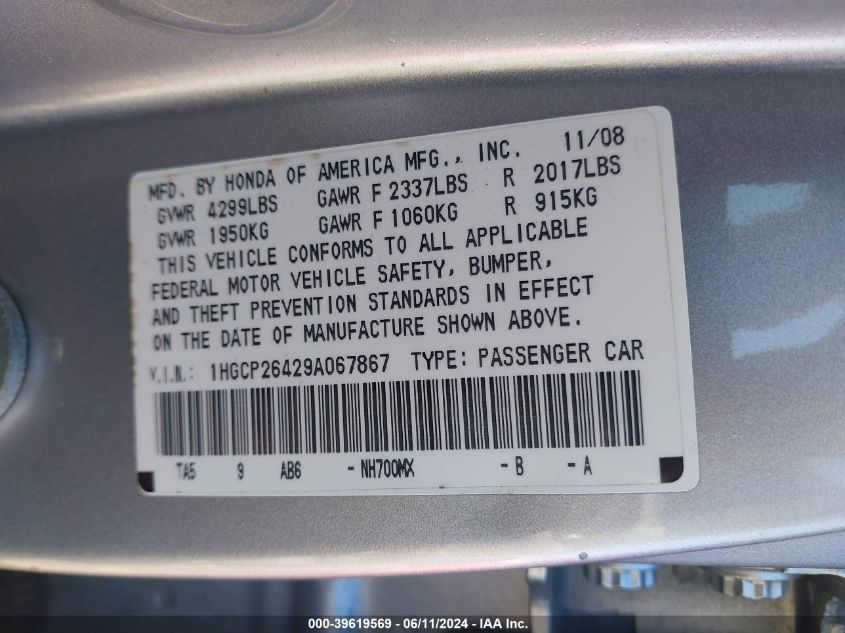 MFD. BY HONDA OF AMERICA MFG., INC. 11/08
GVWR 4299LBS GAWR F 2337LBS R 2017LBS
GVWR 1950KG GAWR F 1060KG R 915KG
THIS VEHICLE CONFORMS TO ALL APPLICABLE
FEDERAL MOTOR VEHICLE SAFETY, BUMPER,
AND THEFT PREVENTION STANDARDS IN EFFECT
ON THE DATE OF MANUFACTURE SHOWN ABOVE.
V.I.N.: 1HGCP26429A067867 TYPE: PASSENGER CAR
TA5 9 AB6 -NH700MX -B -A
000-39619569 - 06/11/2024 - IAA Inc.